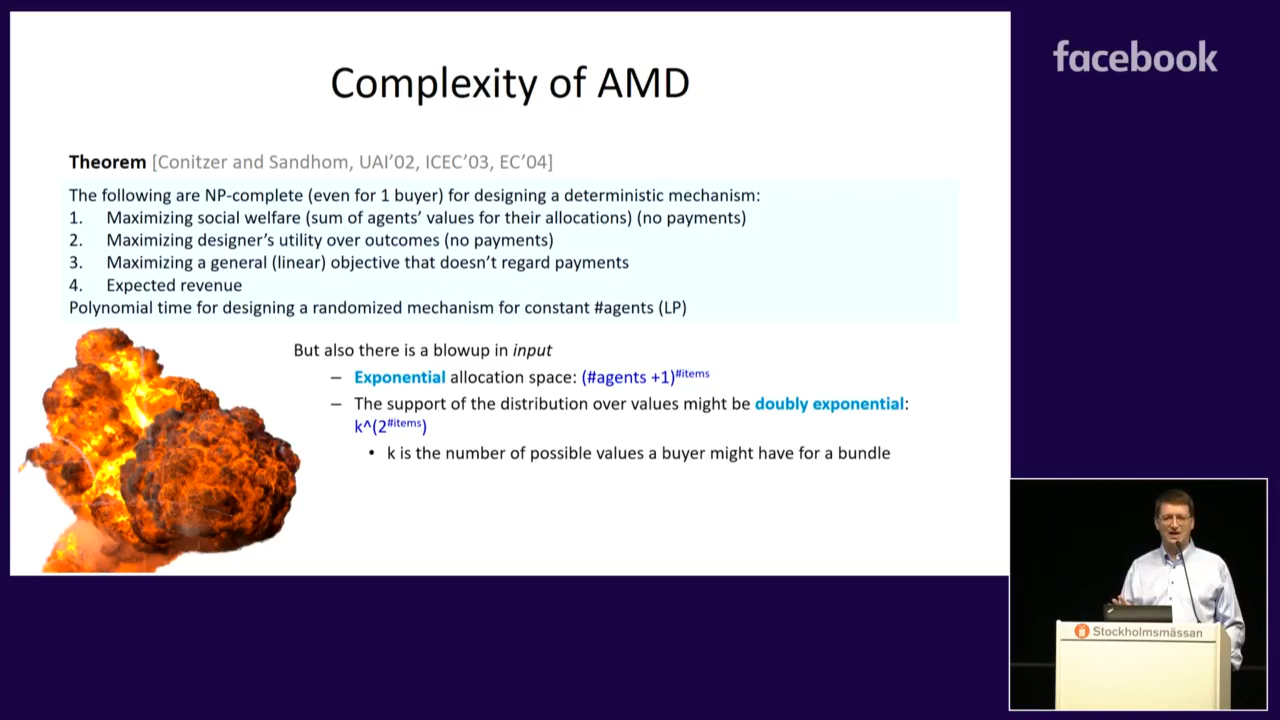 Complexity of AMD
facebook
Theorem [Conitzer and Sandhom, UAI’02, ICEC’03, EC’04]
The following are NP-complete (even for 1 buyer) for designing a deterministic mechanism:
1. Maximizing social welfare (sum of agents’ values for their allocations) (no payments)
2. Maximizing designer’s utility over outcomes (no payments)
3. Maximizing a general (linear) objective that doesn’t regard payments
4. Expected revenue
Polynomial time for designing a randomized mechanism for constant #agents (LP)
But also there is a blowup in input
– Exponential allocation space: (#agents +1)^#items
– The support of the distribution over values might be doubly exponential:
k^(2^#items)
• k is the number of possible values a buyer might have for a bundle
Stockholmsmässan